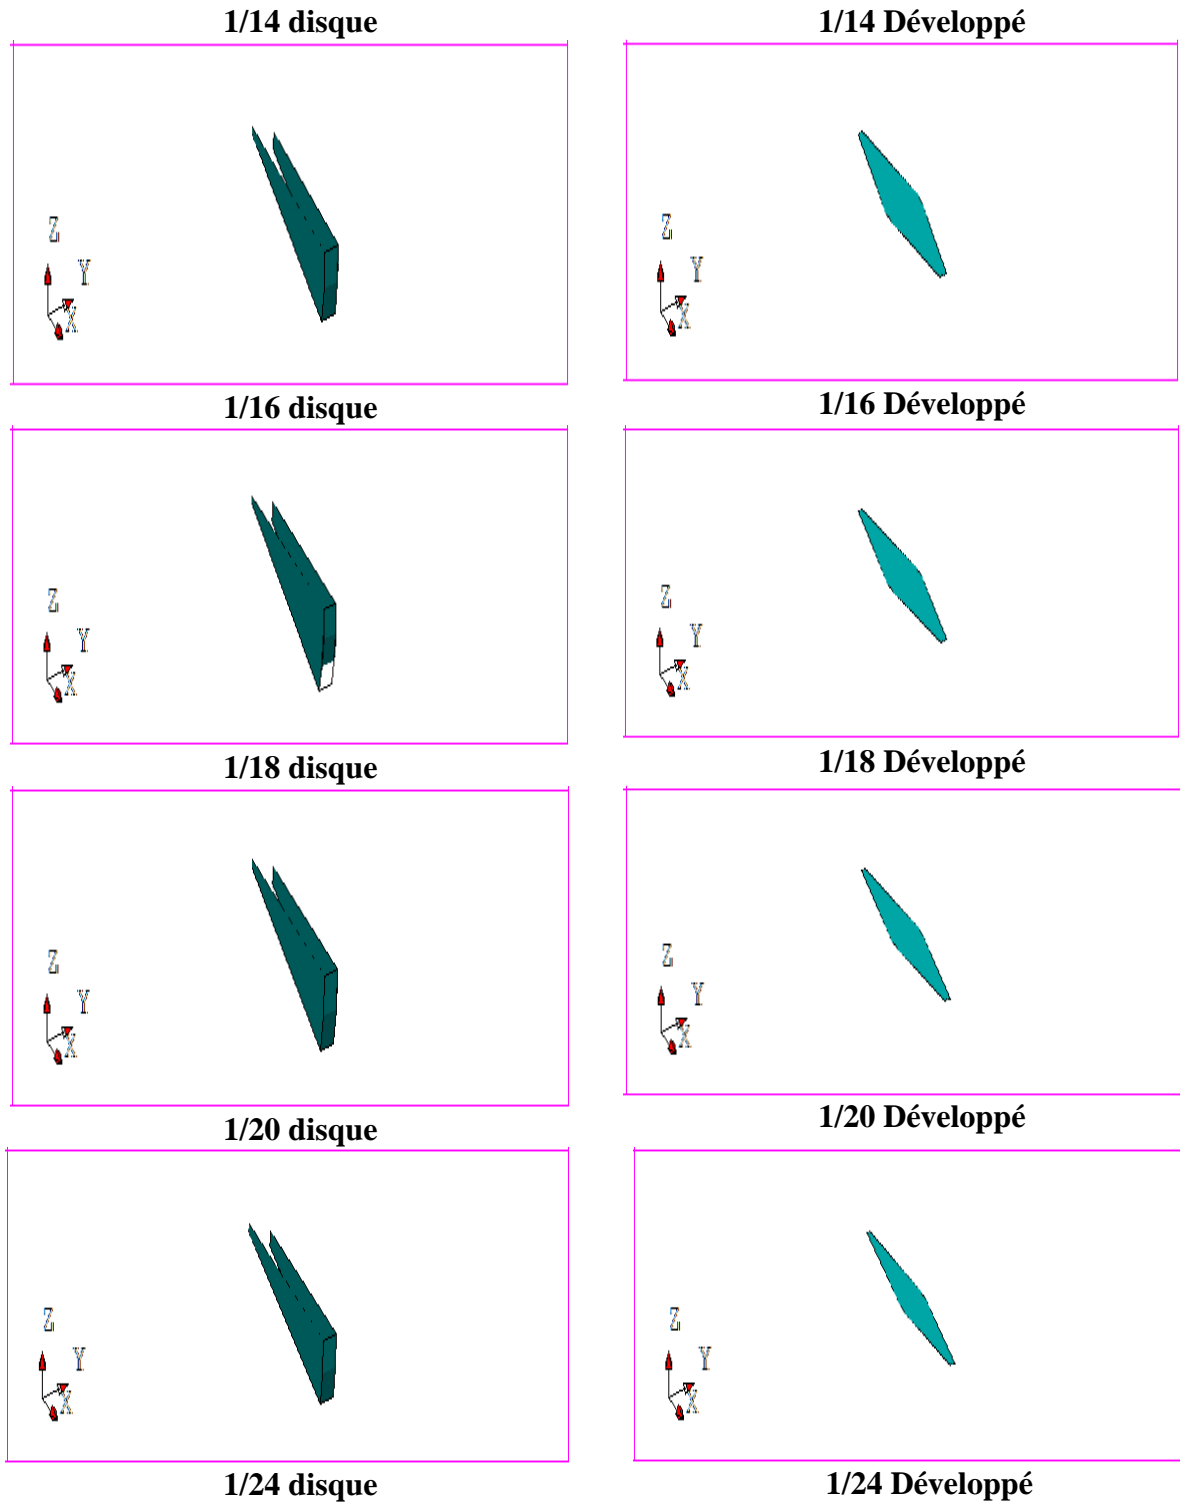 1/14 disque
1/14 Développé
Z
Y
X
Z
Y
X
1/16 disque
1/16 Développé
Z
Y
X
Z
Y
X
1/18 disque
1/18 Développé
Z
Y
X
Z
Y
X
1/20 disque
1/20 Développé
Z
Y
X
Z
Y
X
1/24 disque
1/24 Développé